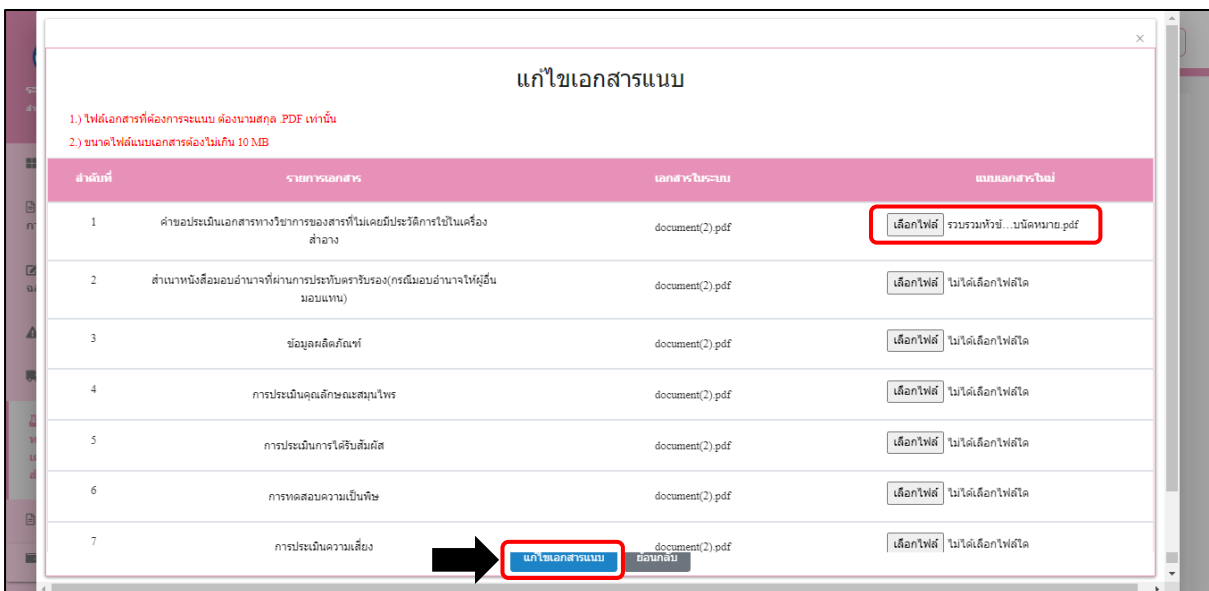 ×
แก้ไขเอกสารแนบ
1.) ไฟล์เอกสารที่ต้องการจะแนบ ต้องนามสกุล .PDF เท่านั้น
2.) ขนาดไฟล์แนบเอกสารต้องไม่เกิน 10 MB
ลำดับที่ รายการเอกสาร เอกสารในระบบ แนบเอกสารใหม่
1 คำขอประเมินเอกสารทางวิชาการของสารที่ไม่เคยมีประวัติการใช้ในเครื่อง document(2).pdf เลือกไฟล์ รวบรวมหัวข้...บนัดหมาย.pdf
สำอาง
2 สำเนาหนังสือมอบอำนาจที่ผ่านการประทับตรารับรอง(กรณีมอบอำนาจให้ผู้อื่น document(2).pdf เลือกไฟล์ ไม่ได้เลือกไฟล์ใด
มอบแทน)
3 ข้อมูลผลิตภัณฑ์ document(2).pdf เลือกไฟล์ ไม่ได้เลือกไฟล์ใด
4 การประเมินคุณลักษณะสมุนไพร document(2).pdf เลือกไฟล์ ไม่ได้เลือกไฟล์ใด
5 การประเมินการได้รับสัมผัส document(2).pdf เลือกไฟล์ ไม่ได้เลือกไฟล์ใด
6 การทดสอบความเป็นพิษ document(2).pdf เลือกไฟล์ ไม่ได้เลือกไฟล์ใด
7 การประเมินความเสี่ยง document(2).pdf เลือกไฟล์ ไม่ได้เลือกไฟล์ใด
แก้ไขเอกสารแนบ ย้อนกลับ